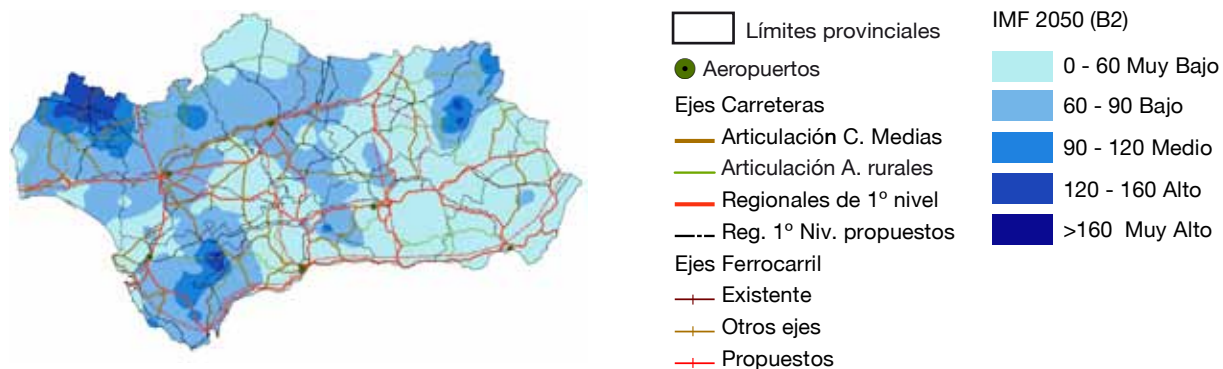 Límites provinciales
Aeropuertos
Ejes Carreteras
Articulación C. Medias
Articulación A. rurales
Regionales de 1º nivel
Reg. 1º Niv. propuestos
Ejes Ferrocarril
Existente
Otros ejes
Propuestos
IMF 2050 (B2)
0 - 60 Muy Bajo
60 - 90 Bajo
90 - 120 Medio
120 - 160 Alto
>160 Muy Alto